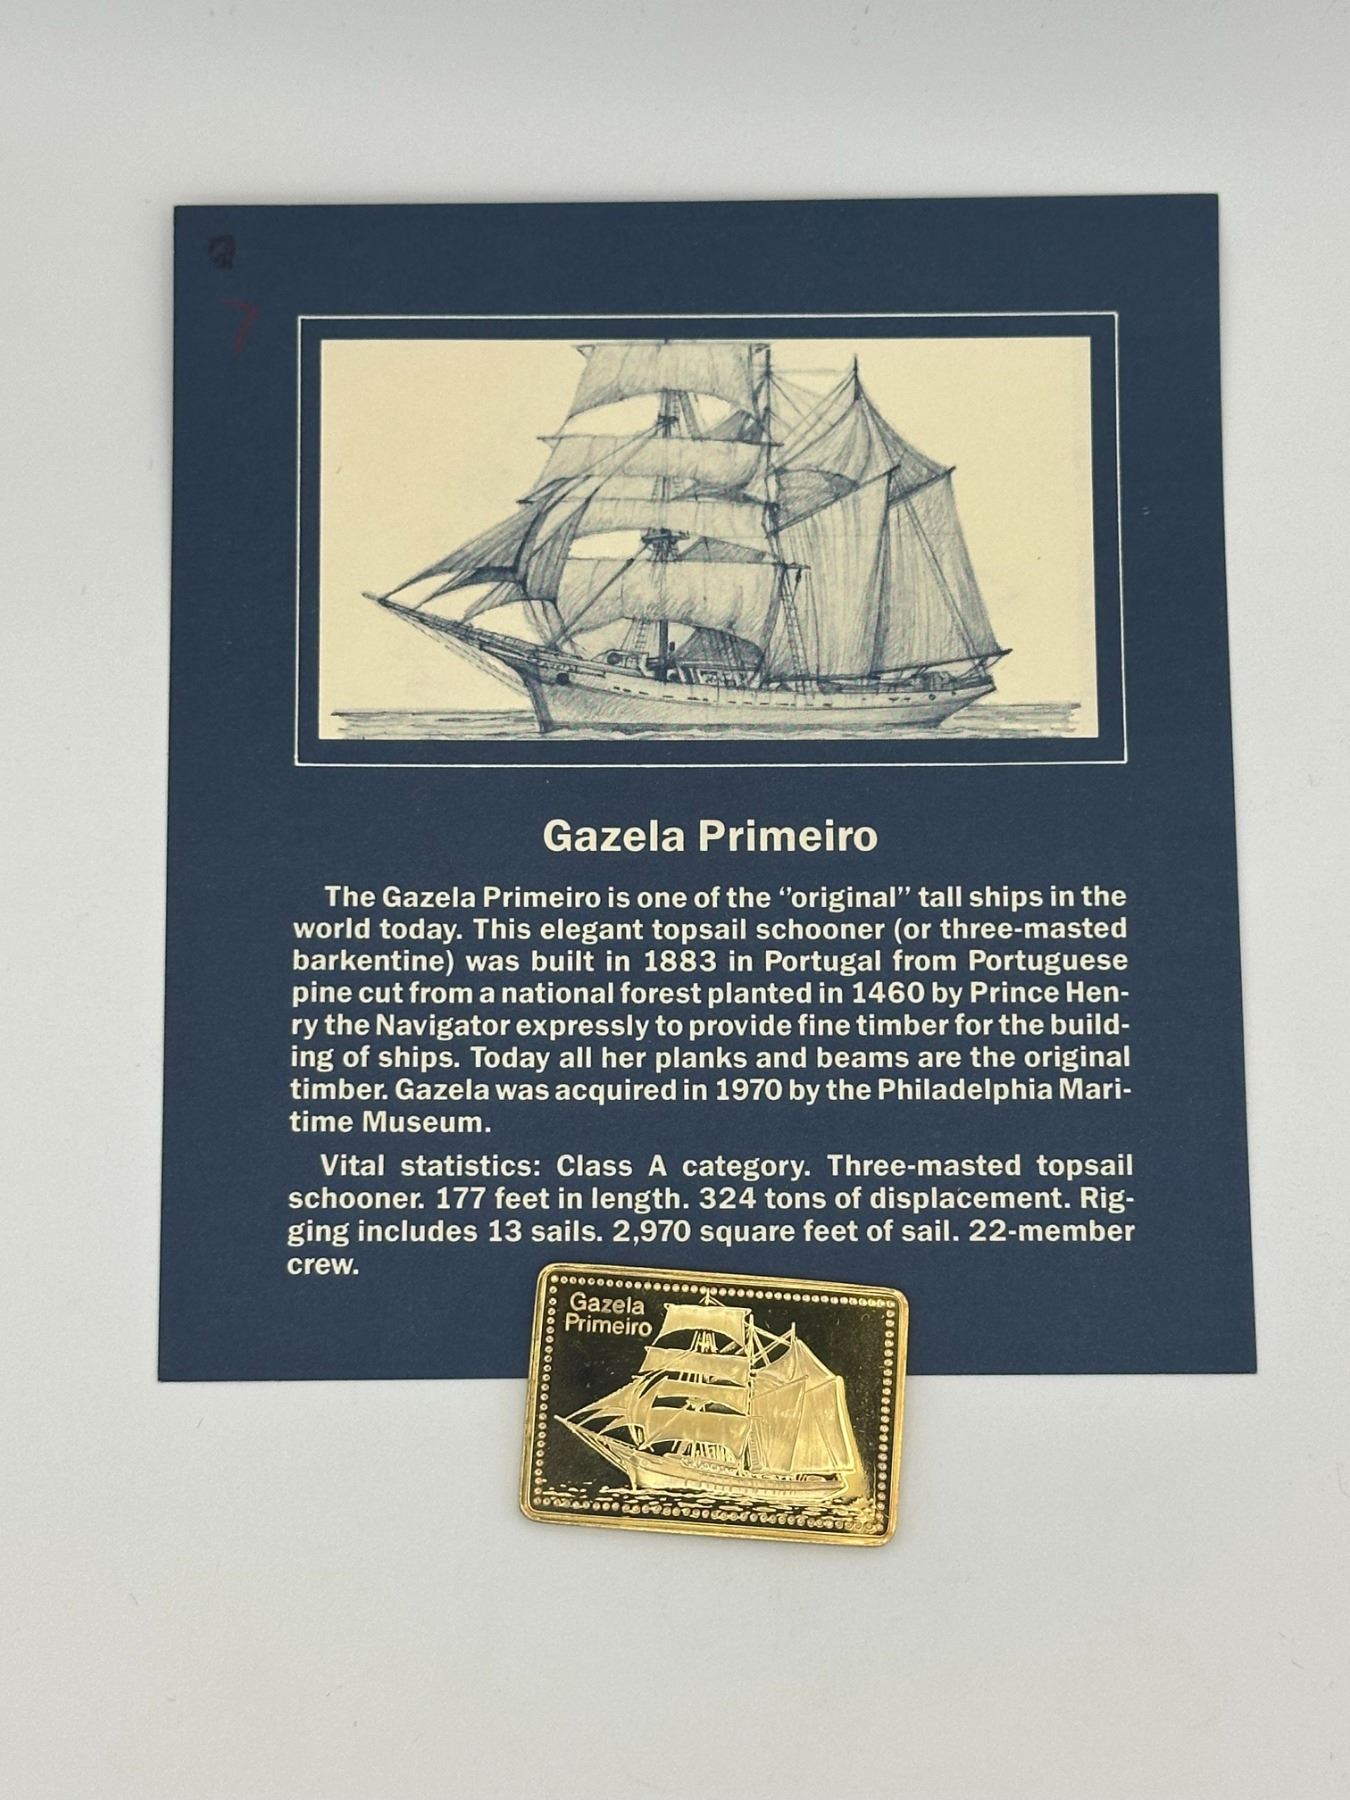 7
Gazela Primeiro
The Gazela Primeiro is one of the ‘’original’’ tall ships in the
world today. This elegant topsail schooner (or three-masted
barkentine) was built in 1883 in Portugal from Portuguese
pine cut from a national forest planted in 1460 by Prince Hen-
ry the Navigator expressly to provide fine timber for the build-
ing of ships. Today all her planks and beams are the original
timber. Gazela was acquired in 1970 by the Philadelphia Mari-
time Museum.
Vital statistics: Class A category. Three-masted topsail
schooner. 177 feet in length. 324 tons of displacement. Rig-
ging includes 13 sails. 2,970 square feet of sail. 22-member
crew.
Gazela
Primeiro